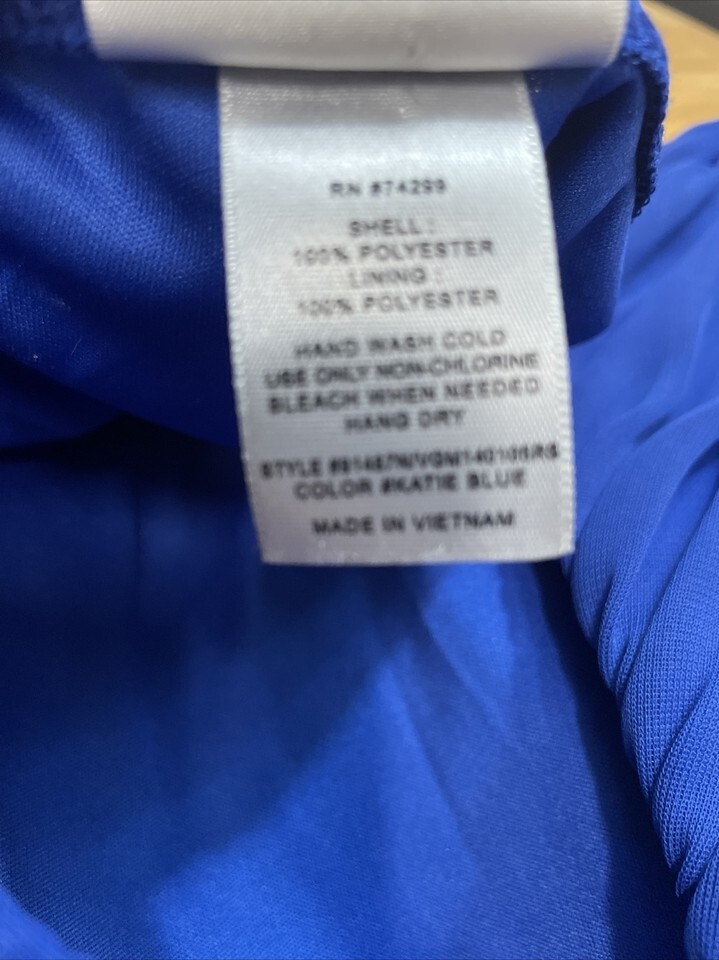 RN #74299
SHELL :
100% POLYESTER
LINING :
100% POLYESTER
HAND WASH COLD
USE ONLY NON-CHLORINE
BLEACH WHEN NEEDED
HANG DRY
STYLE
COLOR #KATIE BLUE
MADE IN VIETNAM